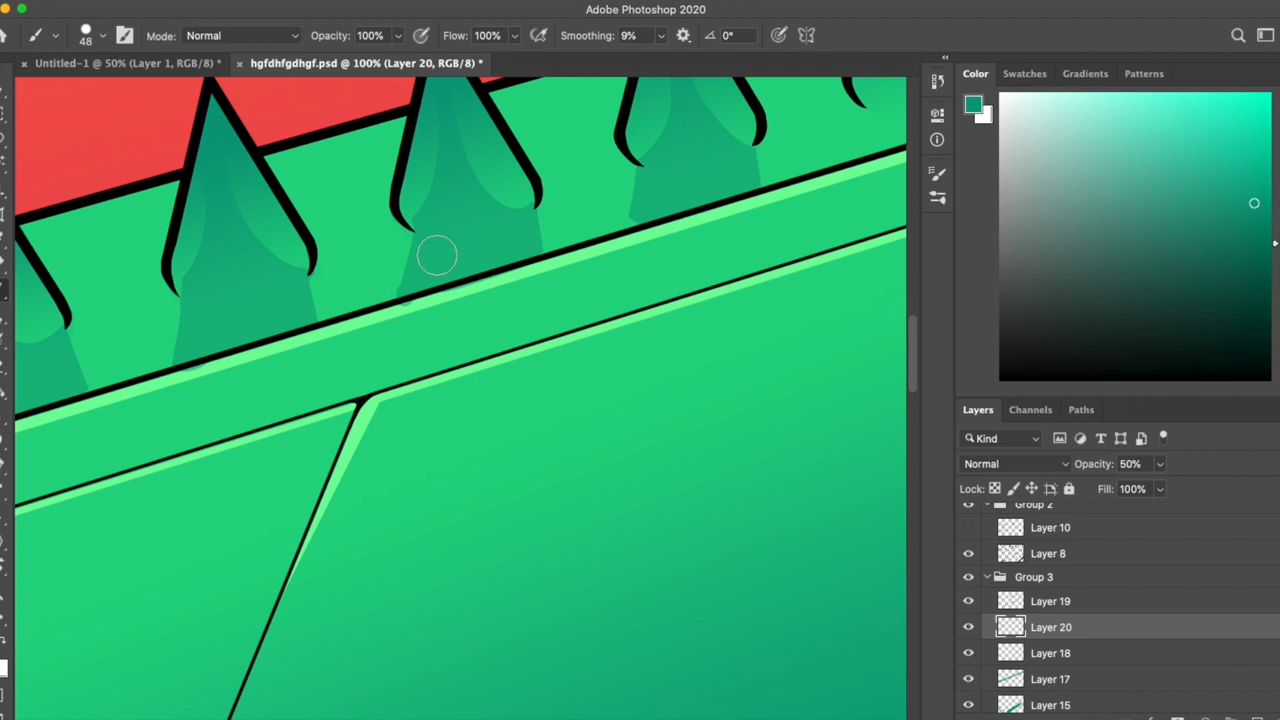 Adobe Photoshop 2020
48 Mode: Normal Opacity: 100% Flow: 100% Smoothing: 9% 0°
× Untitled-1 @ 50% (Layer 1, RGB/8) * × hgfdhfgdhgf.psd @ 100% (Layer 20, RGB/8) *
Color Swatches Gradients Patterns
Layers Channels Paths
Kind
Normal Opacity: 50%
Lock: Fill: 100%
Group 2
Layer 10
Layer 8
Group 3
Layer 19
Layer 20
Layer 18
Layer 17
Layer 15